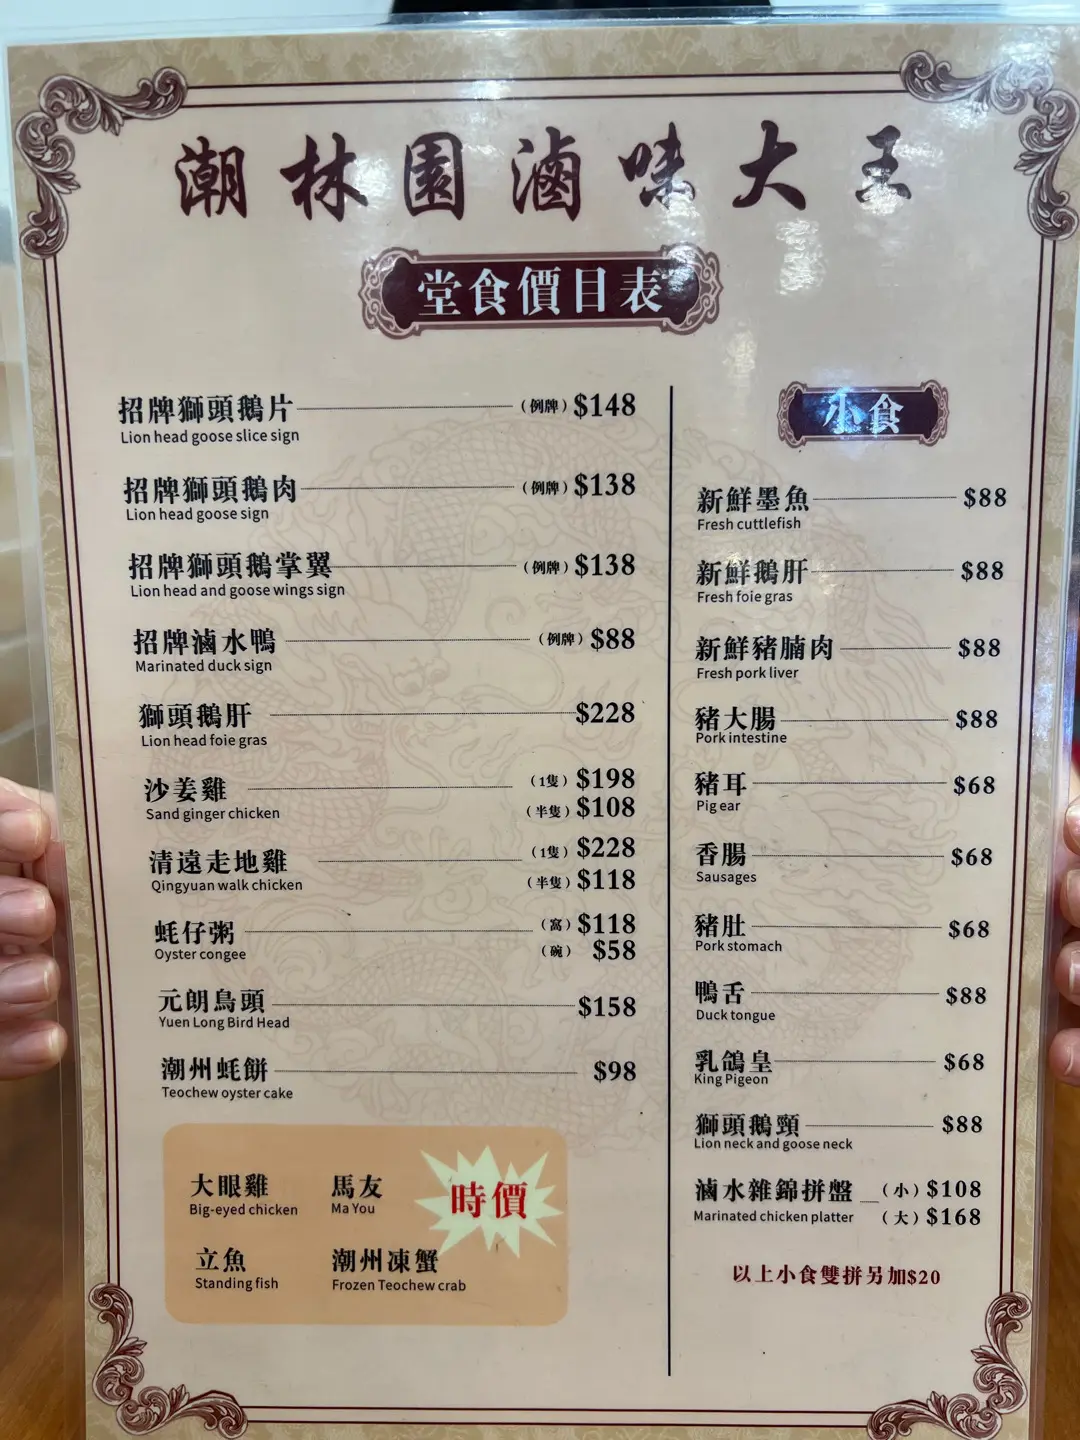 潮林園滷味大王
堂食價目表
招牌獅頭鵝片 (例牌) $148
Lion head goose slice sign
招牌獅頭鵝肉 (例牌) $138
Lion head goose sign
招牌獅頭鵝掌翼 (例牌) $138
Lion head and goose wings sign
招牌滷水鴨 (例牌) $88
Marinated duck sign
獅頭鵝肝 $228
Lion head foie gras
沙姜雞 (1隻) $198
Sand ginger chicken (半隻) $108
清遠走地雞 (1隻) $228
Qingyuan walk chicken (半隻) $118
蚝仔粥 (窩) $118
Oyster congee (碗) $58
元朗烏頭 $158
Yuen Long Bird Head
潮州蚝餅 $98
Teochew oyster cake
大眼雞 馬友
Big-eyed chicken Ma You
時價
立魚 潮州凍蟹
Standing fish Frozen Teochew crab
小食
新鮮墨魚 $88
Fresh cuttlefish
新鮮鵝肝 $88
Fresh foie gras
新鮮豬腩肉 $88
Fresh pork liver
豬大腸 $88
Pork intestine
豬耳 $68
Pig ear
香腸 $68
Sausages
豬肚 $68
Pork stomach
鴨舌 $88
Duck tongue
乳鴿皇 $68
King Pigeon
獅頭鵝頸 $88
Lion neck and goose neck
滷水雜錦拼盤 (小) $108
Marinated chicken platter (大) $168
以上小食雙拼另加$20